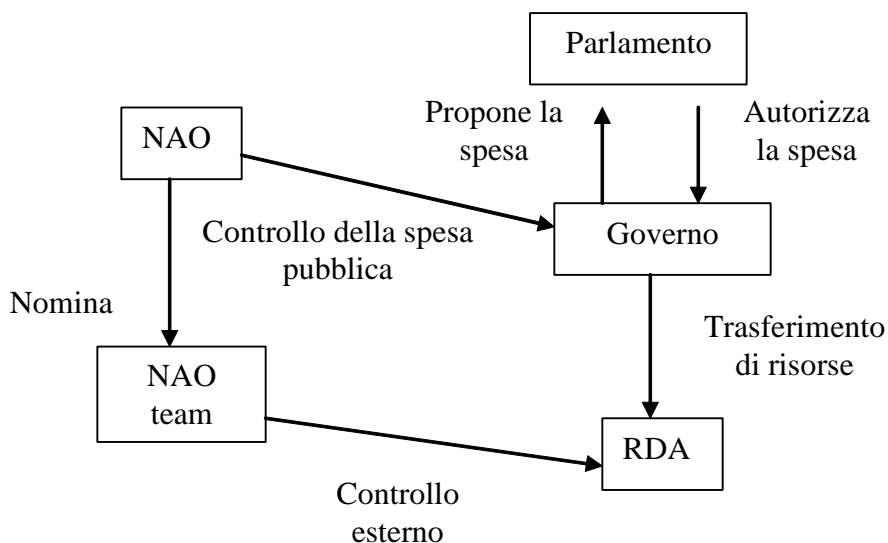 Parlamento
Propone la
spesa
Autorizza
la spesa
NAO
Controllo della spesa
pubblica
Governo
Nomina
Trasferimento
di risorse
NAO
team
RDA
Controllo
esterno